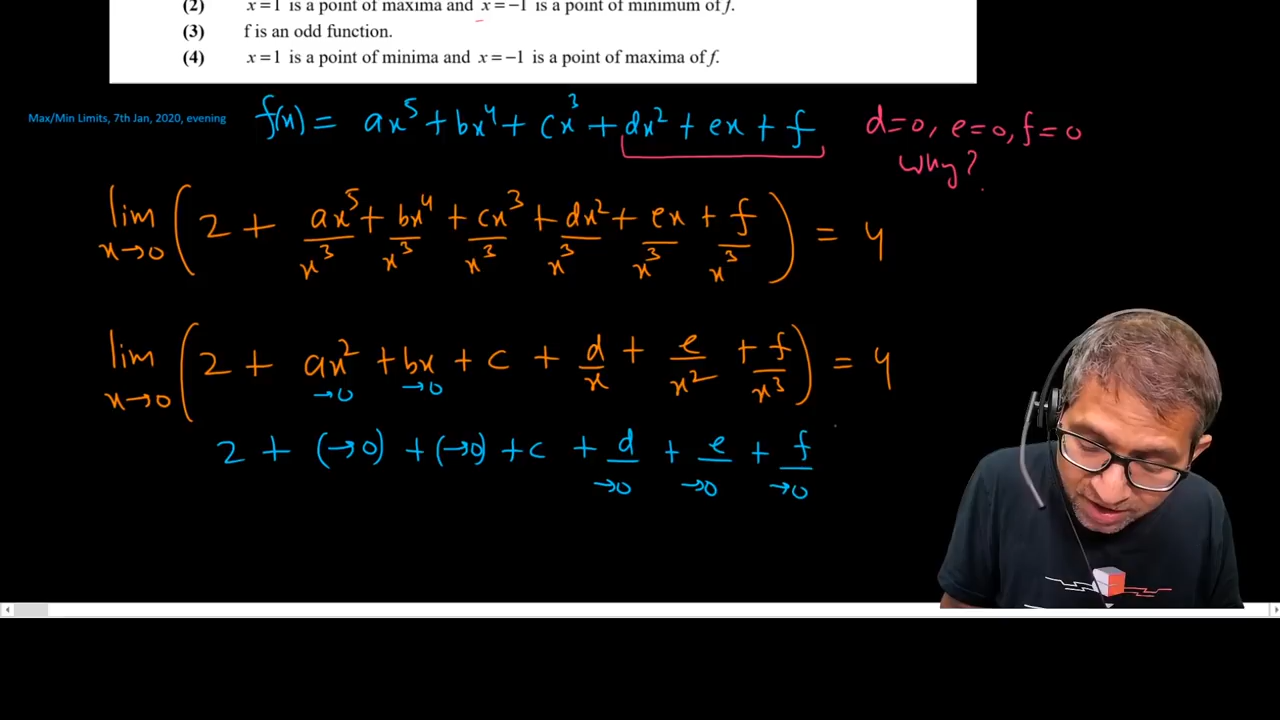 (2) x = 1 is a point of maxima and x = −1 is a point of minimum of f.
(3) f is an odd function.
(4) x = 1 is a point of minima and x = −1 is a point of maxima of f.
Max/Min Limits, 7th Jan, 2020, evening
f(x) = ax⁵ + bx⁴ + cx³ + dx² + ex + f
d=0, e=0, f=0
why?
lim x→0 ( 2 + ax⁵/x³ + bx⁴/x³ + cx³/x³ + dx²/x³ + ex/x³ + f/x³ ) = 4
lim x→0 ( 2 + ax² + bx + c + d/x + e/x² + f/x³ ) = 4
→0 →0
2 + (→0) + (→0) + c + d/→0 + e/→0 + f/→0